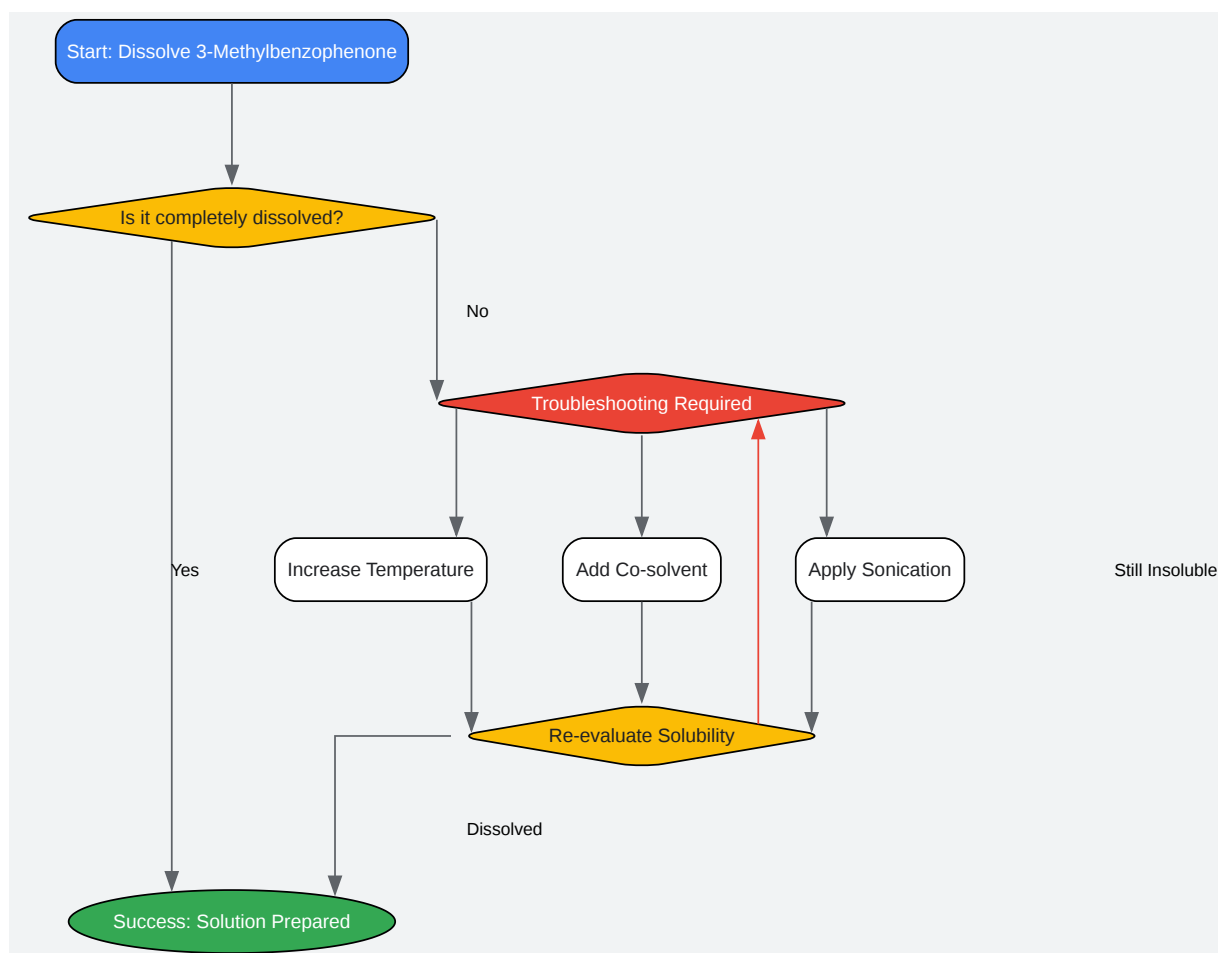 Start: Dissolve 3-Methylbenzophenone
Is it completely dissolved?
No
Troubleshooting Required
Yes
Increase Temperature
Add Co-solvent
Apply Sonication
Still Insoluble
Re-evaluate Solubility
Dissolved
Success: Solution Prepared